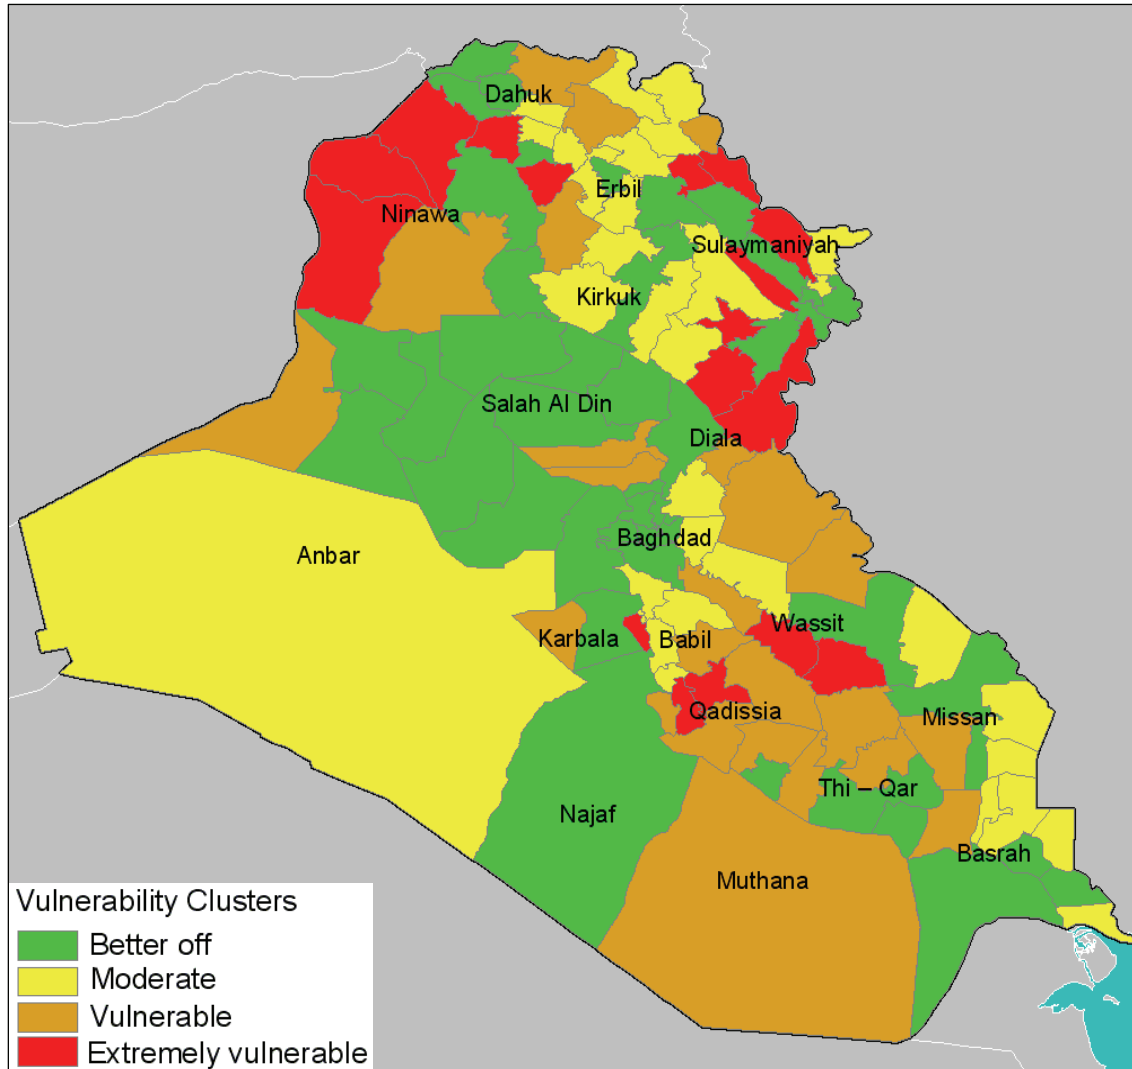 Dahuk
Erbil
Ninawa
Sulaymaniyah
Kirkuk
Salah Al Din
Diala
Baghdad
Anbar
Wassit
Karbala
Babil
Qadissia
Missan
Thi – Qar
Najaf
Basrah
Muthana
Vulnerability Clusters
Better off
Moderate
Vulnerable
Extremely vulnerable